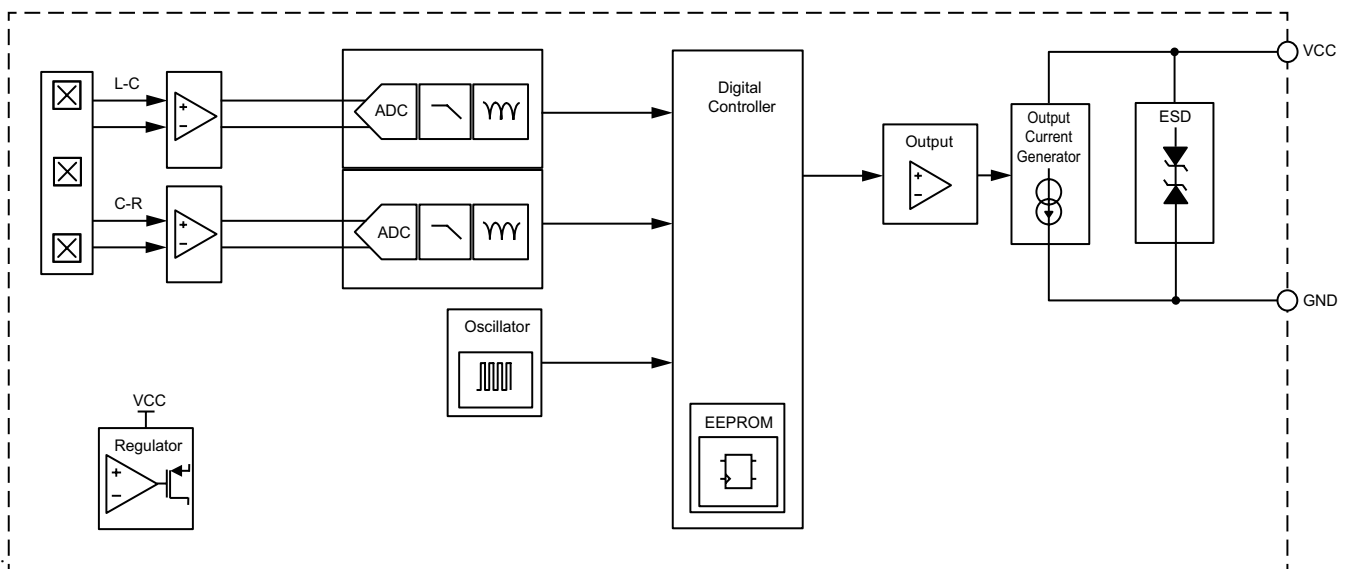 VCC
L-C
+
−
ADC
Digital
Controller
Output
Current
Generator
ESD
Output
+
−
C-R
+
−
ADC
GND
Oscillator
VCC
Regulator
+
−
EEPROM